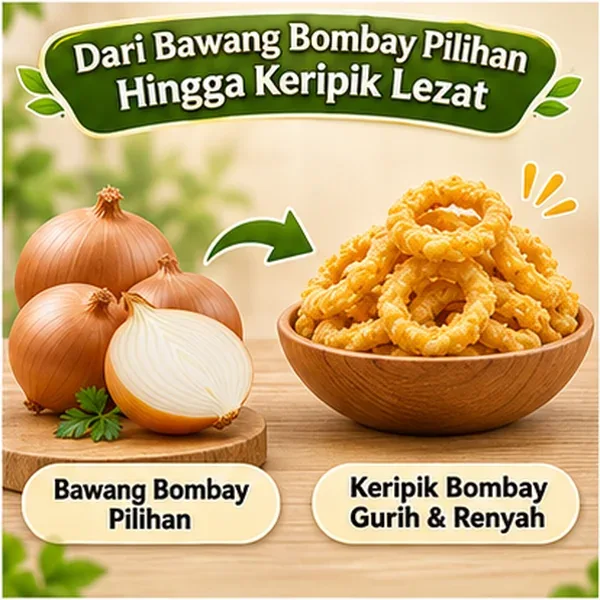 Dari Bawang Bombay Pilihan
Hingga Keripik Lezat
Bawang Bombay
Pilihan
Keripik Bombay
Gurih & Renyah